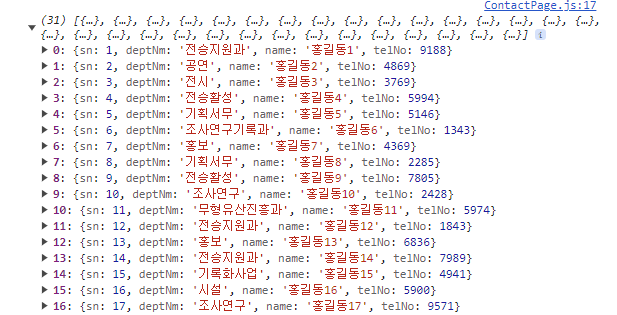 ContactPage.js:17
(31) [{…}, {…}, {…}, {…}, {…}, {…}, {…}, {…}, {…}, {…}, {…}, {…}, {…}, {…}, {…},
{…}, {…}, {…}, {…}, {…}, {…}, {…}, {…}, {…}, {…}, {…}, {…}, {…}, {…}, {…}, {…}] i
0: {sn: 1, deptNm: '전승지원과', name: '홍길동1', telNo: 9188}
1: {sn: 2, deptNm: '공연', name: '홍길동2', telNo: 4869}
2: {sn: 3, deptNm: '전시', name: '홍길동3', telNo: 3769}
3: {sn: 4, deptNm: '전승활성', name: '홍길동4', telNo: 5994}
4: {sn: 5, deptNm: '기획서무', name: '홍길동5', telNo: 5146}
5: {sn: 6, deptNm: '조사연구기록과', name: '홍길동6', telNo: 1343}
6: {sn: 7, deptNm: '홍보', name: '홍길동7', telNo: 4369}
7: {sn: 8, deptNm: '기획서무', name: '홍길동8', telNo: 2285}
8: {sn: 9, deptNm: '전승활성', name: '홍길동9', telNo: 7805}
9: {sn: 10, deptNm: '조사연구', name: '홍길동10', telNo: 2428}
10: {sn: 11, deptNm: '무형유산진흥과', name: '홍길동11', telNo: 5974}
11: {sn: 12, deptNm: '전승지원과', name: '홍길동12', telNo: 1843}
12: {sn: 13, deptNm: '홍보', name: '홍길동13', telNo: 6836}
13: {sn: 14, deptNm: '전승지원과', name: '홍길동14', telNo: 7989}
14: {sn: 15, deptNm: '기록화사업', name: '홍길동15', telNo: 4941}
15: {sn: 16, deptNm: '시설', name: '홍길동16', telNo: 5900}
16: {sn: 17, deptNm: '조사연구', name: '홍길동17', telNo: 9571}